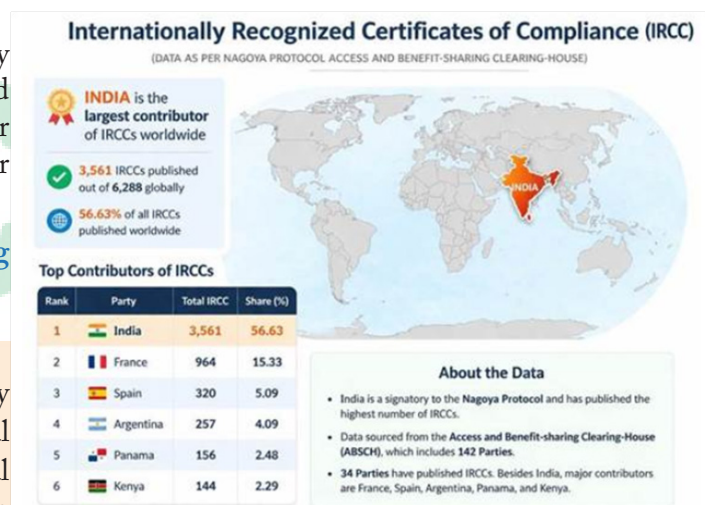 Internationally Recognized Certificates of Compliance (IRCC)
(DATA AS PER NAGOYA PROTOCOL ACCESS AND BENEFIT-SHARING CLEARING-HOUSE)
INDIA is the
largest contributor
of IRCCs worldwide
3,561 IRCCs published
out of 6,288 globally
56.63% of all IRCCs
published worldwide
INDIA
Top Contributors of IRCCs
Rank Party Total IRCC Share (%)
1 India 3,561 56.63
2 France 964 15.33
3 Spain 320 5.09
4 Argentina 257 4.09
5 Panama 156 2.48
6 Kenya 144 2.29
About the Data
• India is a signatory to the Nagoya Protocol and has published the
highest number of IRCCs.
• Data sourced from the Access and Benefit-sharing Clearing-House
(ABSCH), which includes 142 Parties.
• 34 Parties have published IRCCs. Besides India, major contributors
are France, Spain, Argentina, Panama, and Kenya.